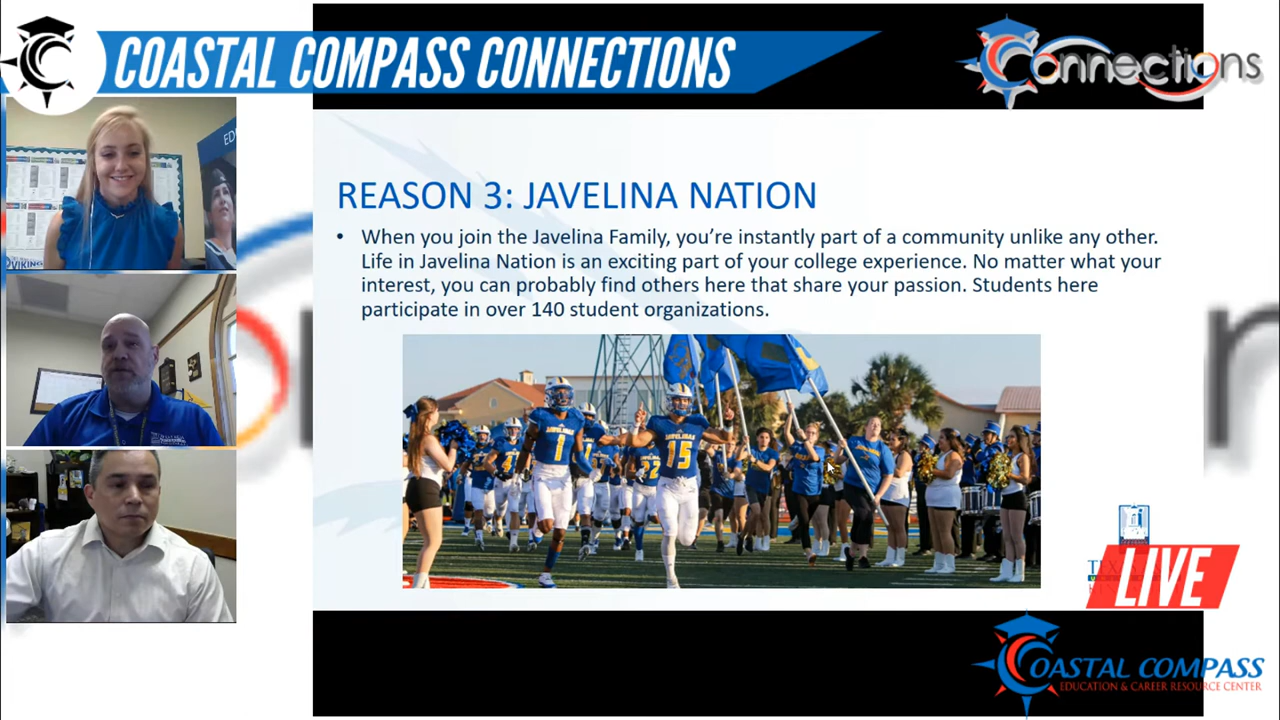 COASTAL COMPASS CONNECTIONS
Connections
ED
VIKING
REASON 3: JAVELINA NATION
• When you join the Javelina Family, you’re instantly part of a community unlike any other.
Life in Javelina Nation is an exciting part of your college experience. No matter what your
interest, you can probably find others here that share your passion. Students here
participate in over 140 student organizations.
JAVELINAS
1
15
22
4
LIVE
COASTAL COMPASS
EDUCATION & CAREER RESOURCE CENTER